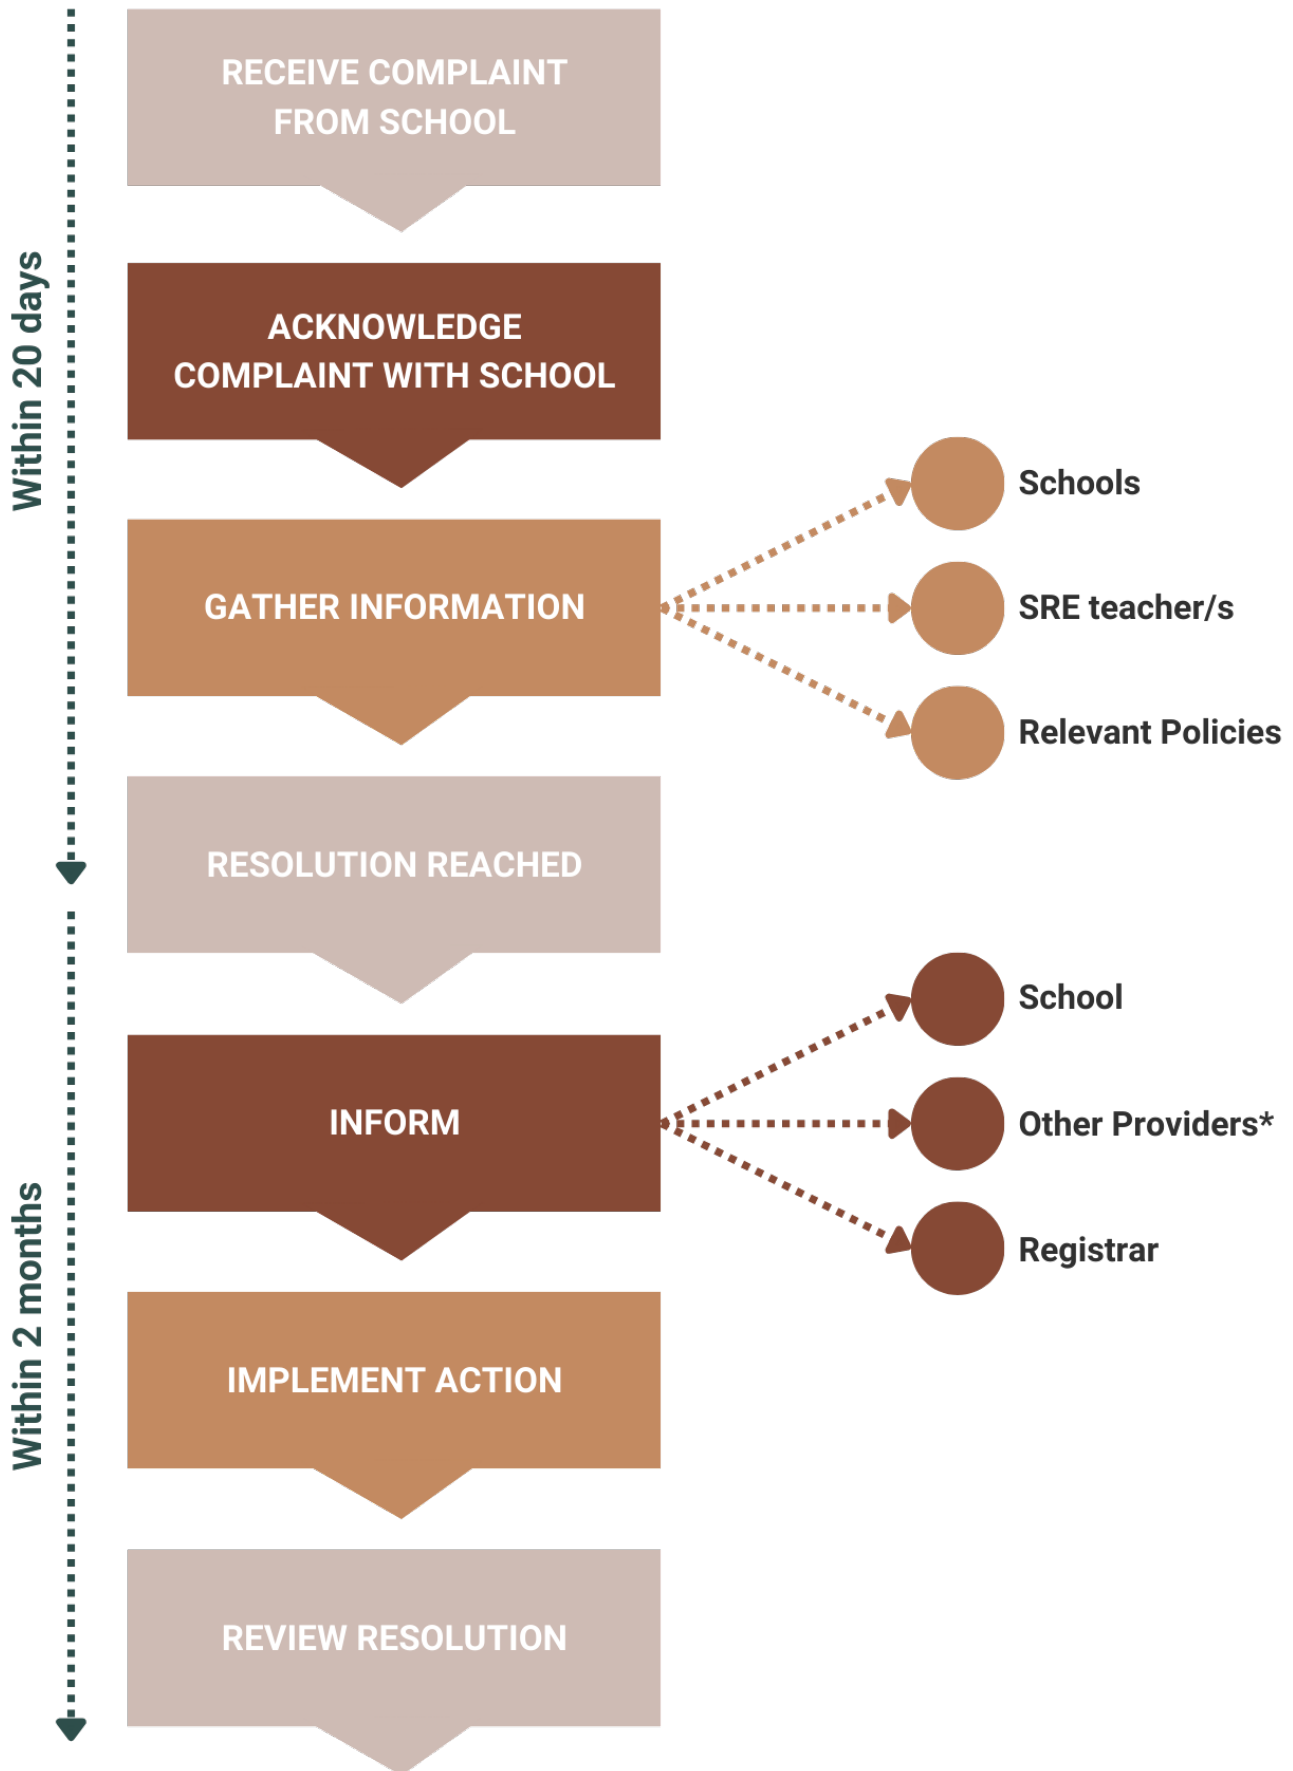 Within 20 days
RECEIVE COMPLAINT
FROM SCHOOL
ACKNOWLEDGE
COMPLAINT WITH SCHOOL
GATHER INFORMATION
Schools
SRE teacher/s
Relevant Policies
RESOLUTION REACHED
Within 2 months
INFORM
School
Other Providers*
Registrar
IMPLEMENT ACTION
REVIEW RESOLUTION